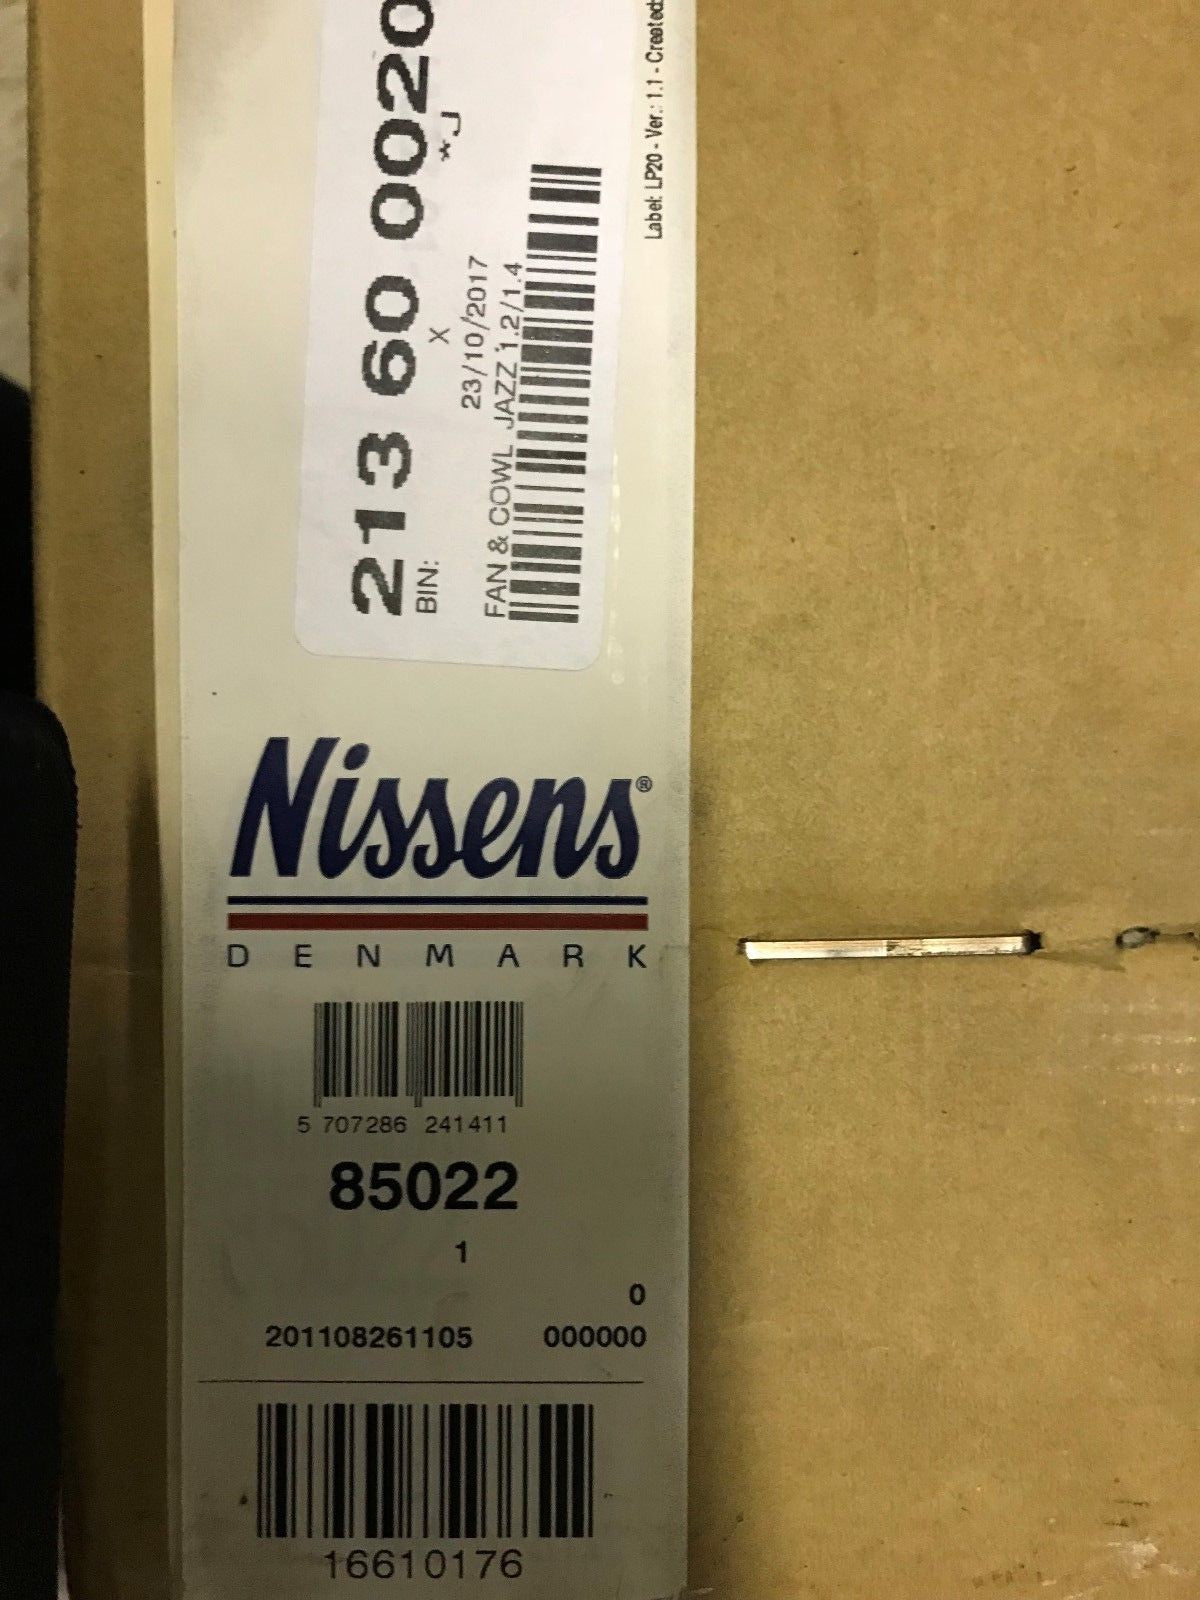 213 60 0020
*J
BIN:
X
23/10/2017
FAN & COWL JAZZ 1.2/1.4
Label: LP20 - Ver.: 1.1 - Created:
Nissens®
DENMARK
5 707286 241411
85022
1
0
201108261105 000000
16610176